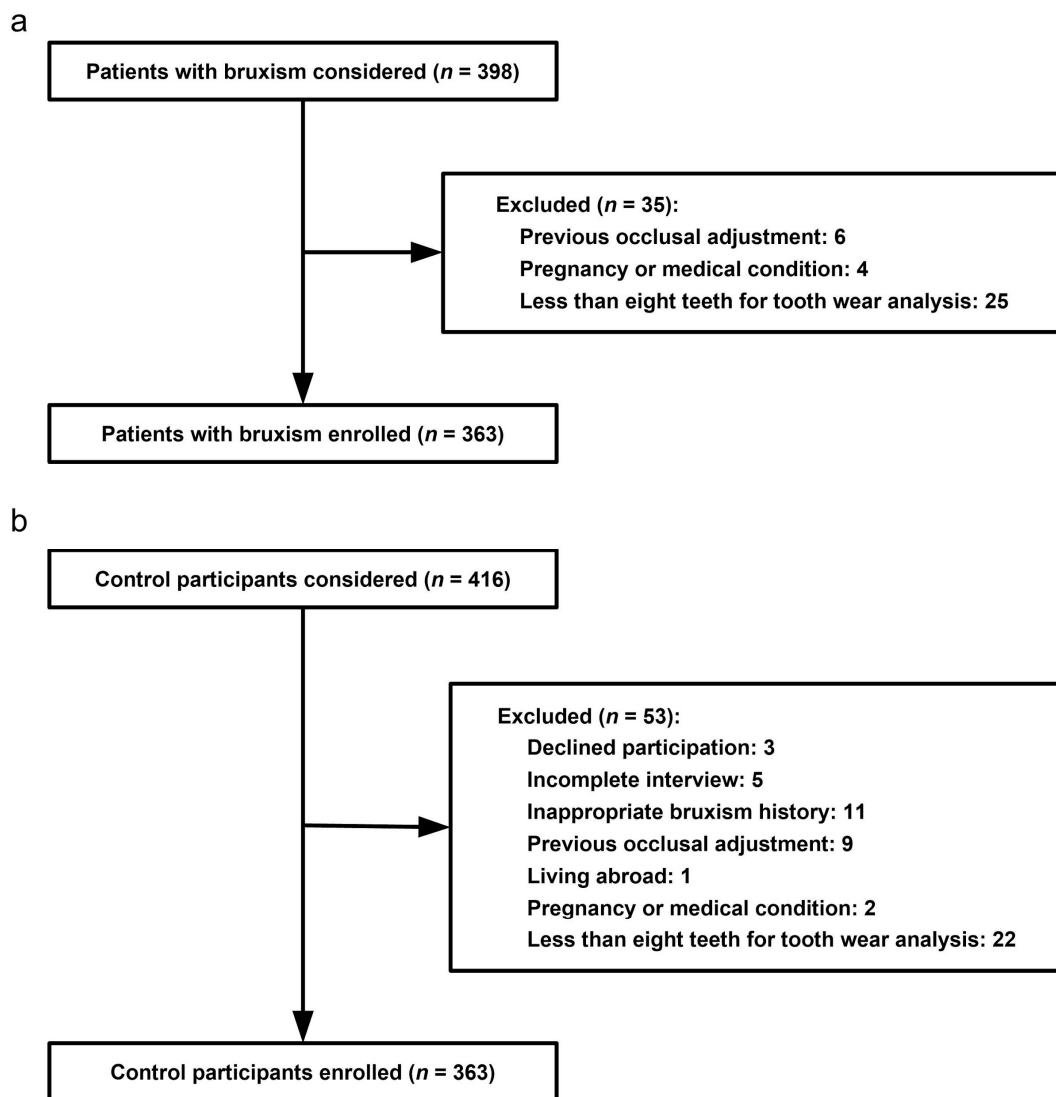 a
Patients with bruxism considered (n = 398)
Excluded (n = 35):
Previous occlusal adjustment: 6
Pregnancy or medical condition: 4
Less than eight teeth for tooth wear analysis: 25
Patients with bruxism enrolled (n = 363)
b
Control participants considered (n = 416)
Excluded (n = 53):
Declined participation: 3
Incomplete interview: 5
Inappropriate bruxism history: 11
Previous occlusal adjustment: 9
Living abroad: 1
Pregnancy or medical condition: 2
Less than eight teeth for tooth wear analysis: 22
Control participants enrolled (n = 363)